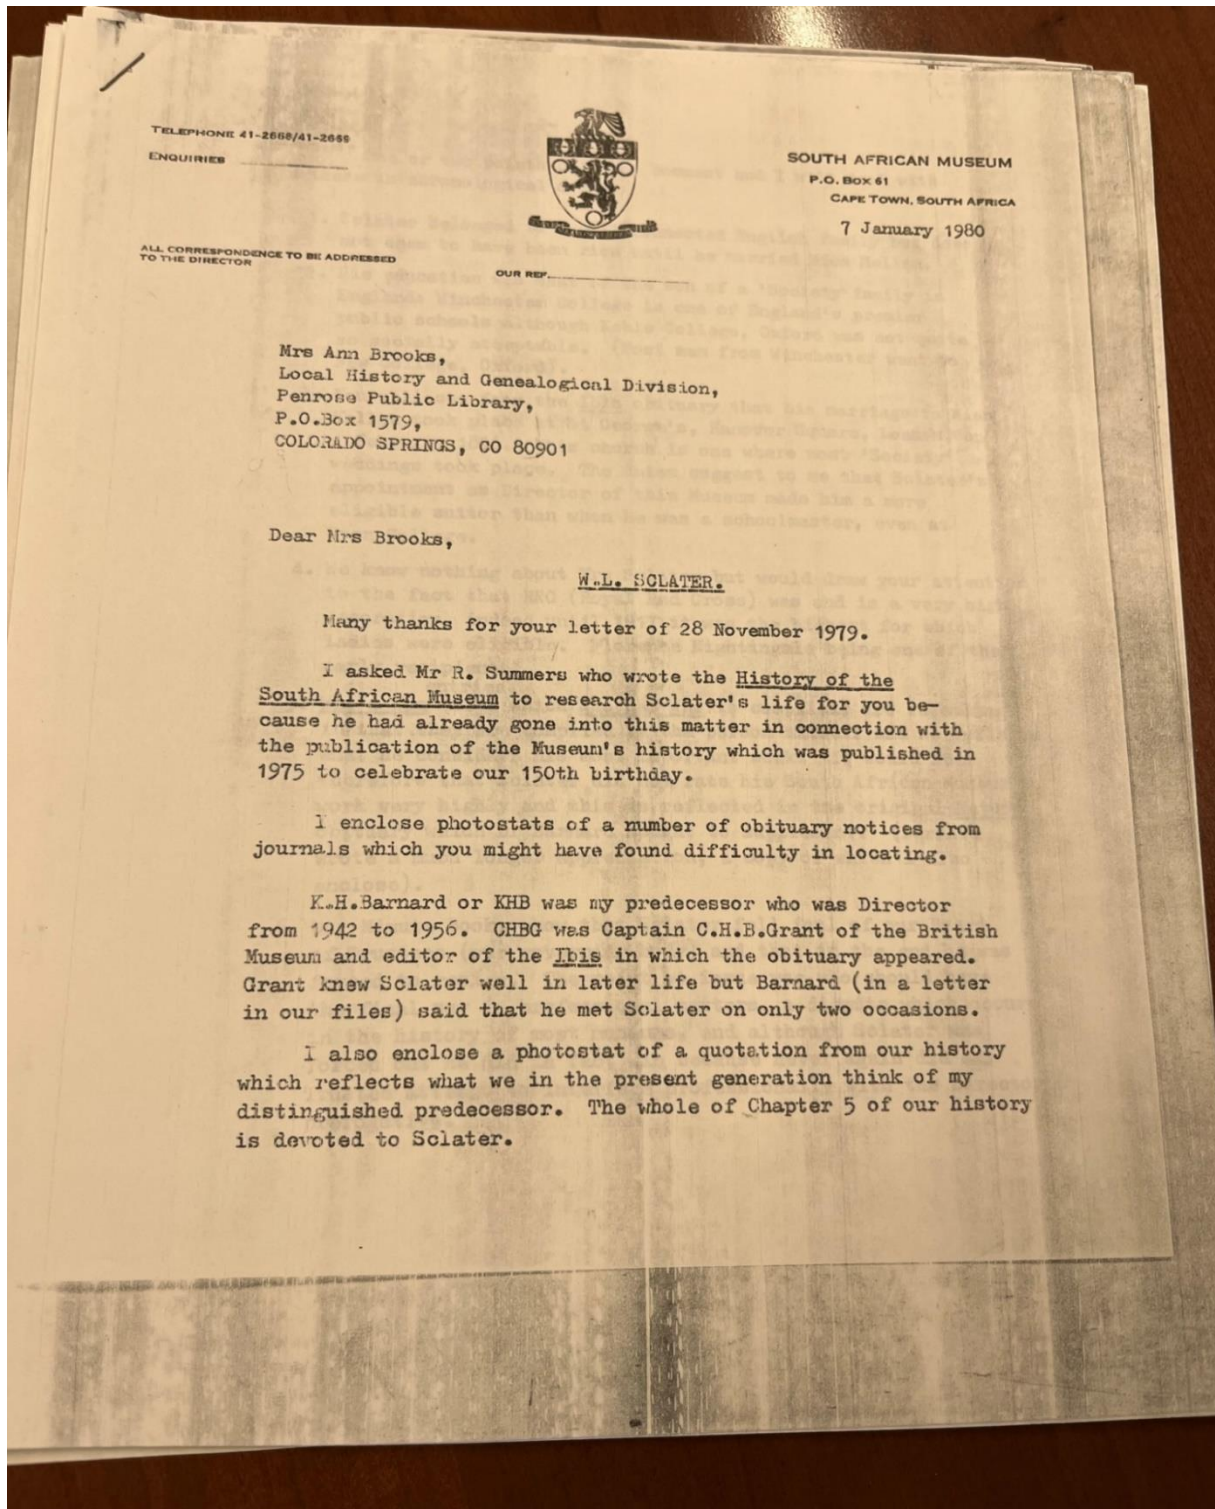 TELEPHONE 41-2668/41-2669
ENQUIRIES
SOUTH AFRICAN MUSEUM
P.O. BOX 61
CAPE TOWN, SOUTH AFRICA
7 January 1980
ALL CORRESPONDENCE TO BE ADDRESSED
TO THE DIRECTOR
OUR REF.
Mrs Ann Brooks,
Local History and Genealogical Division,
Penrose Public Library,
P.O.Box 1579,
COLORADO SPRINGS, CO 80901
Dear Mrs Brooks,
W.L. SCLATER.
Many thanks for your letter of 28 November 1979.
I asked Mr R. Summers who wrote the History of the
South African Museum to research Sclater's life for you be-
cause he had already gone into this matter in connection with
the publication of the Museum's history which was published in
1975 to celebrate our 150th birthday.
I enclose photostats of a number of obituary notices from
journals which you might have found difficulty in locating.
K.H.Barnard or KHB was my predecessor who was Director
from 1942 to 1956. CHBG was Captain C.H.B.Grant of the British
Museum and editor of the Ibis in which the obituary appeared.
Grant knew Sclater well in later life but Barnard (in a letter
in our files) said that he met Sclater on only two occasions.
I also enclose a photostat of a quotation from our history
which reflects what we in the present generation think of my
distinguished predecessor. The whole of Chapter 5 of our history
is devoted to Sclater.